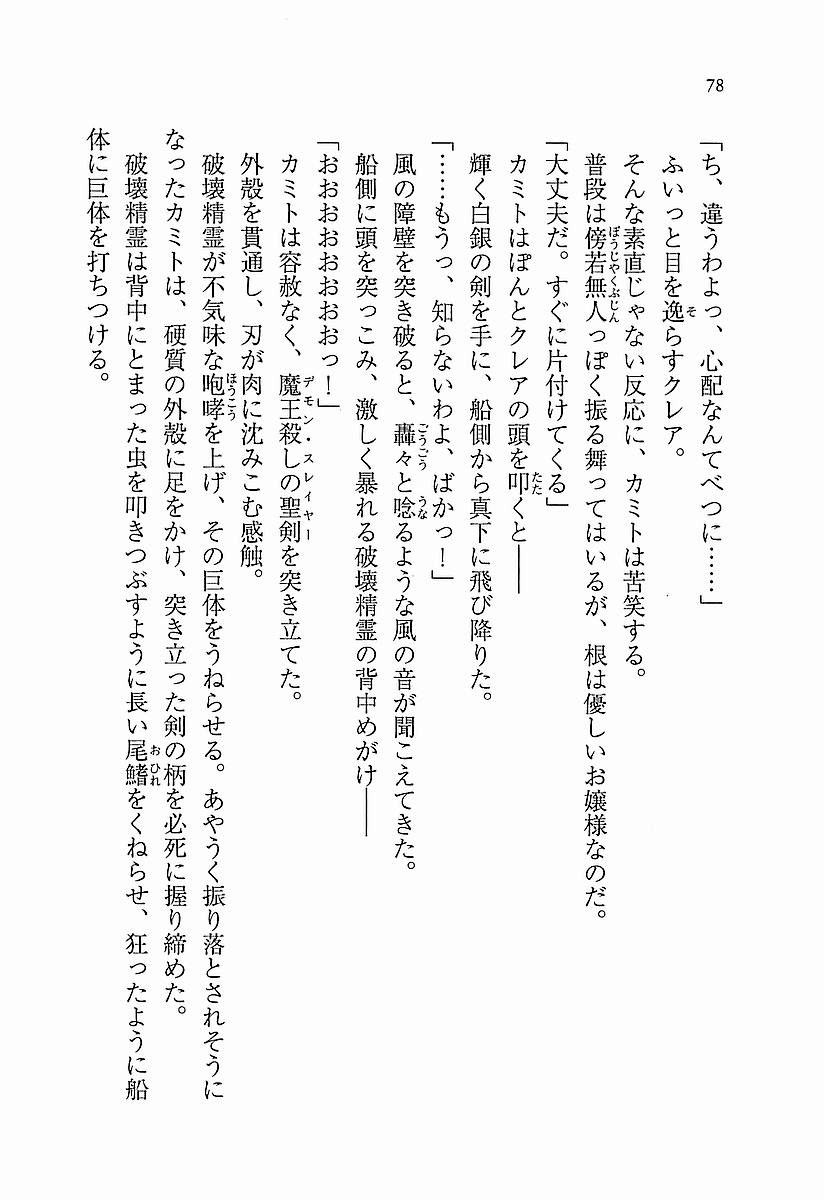 78
「ち、違うわよっ、心配なんてべつに……」
ふいっと目を逸らすクレア。
そんな素直じゃない反応に、カミトは苦笑する。
普段は傍若無人っぽく振る舞ってはいるが、根は優しいお嬢様なのだ。
「大丈夫だ。すぐに片付けてくる」
カミトはぽんとクレアの頭を叩くと――
輝く白銀の剣を手に、船側から真下に飛び降りた。
「……もうっ、知らないわよ、ばかっ！」
風の障壁を突き破ると、轟々と唸るような風の音が聞こえてきた。
船側に頭を突っこみ、激しく暴れる破壊精霊の背中めがけ――
「おおおおおおおおっ！」
カミトは容赦なく、魔王殺しの聖剣を突き立てた。
外殻を貫通し、刃が肉に沈みこむ感触。
破壊精霊が不気味な咆哮を上げ、その巨体をうねらせる。あやうく振り落とされそうに
なったカミトは、硬質の外殻に足をかけ、突き立った剣の柄を必死に握り締めた。
破壊精霊は背中にとまった虫を叩きつぶすように長い尾鰭をくねらせ、狂ったように船
体に巨体を打ちつける。